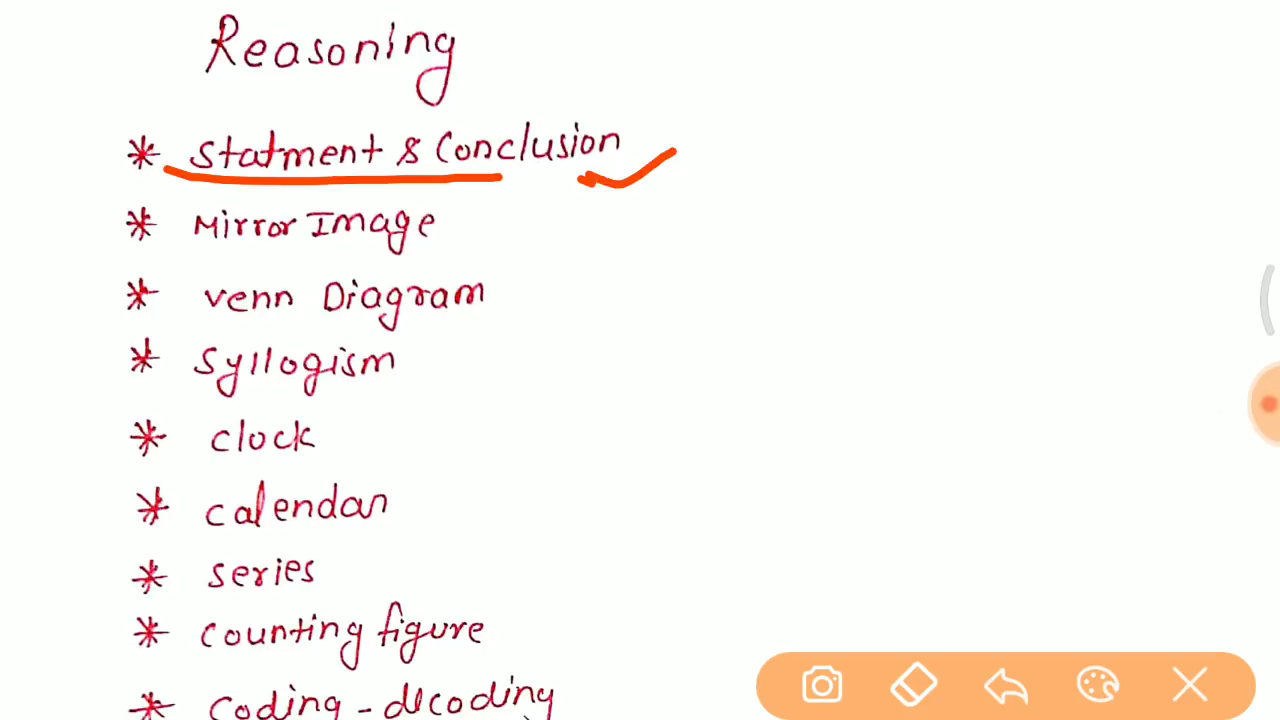 Reasoning
* Statment & Conclusion
* Mirror Image
* Venn Diagram
* Syllogism
* clock
* calendar
* series
* counting figure
* Coding - decoding